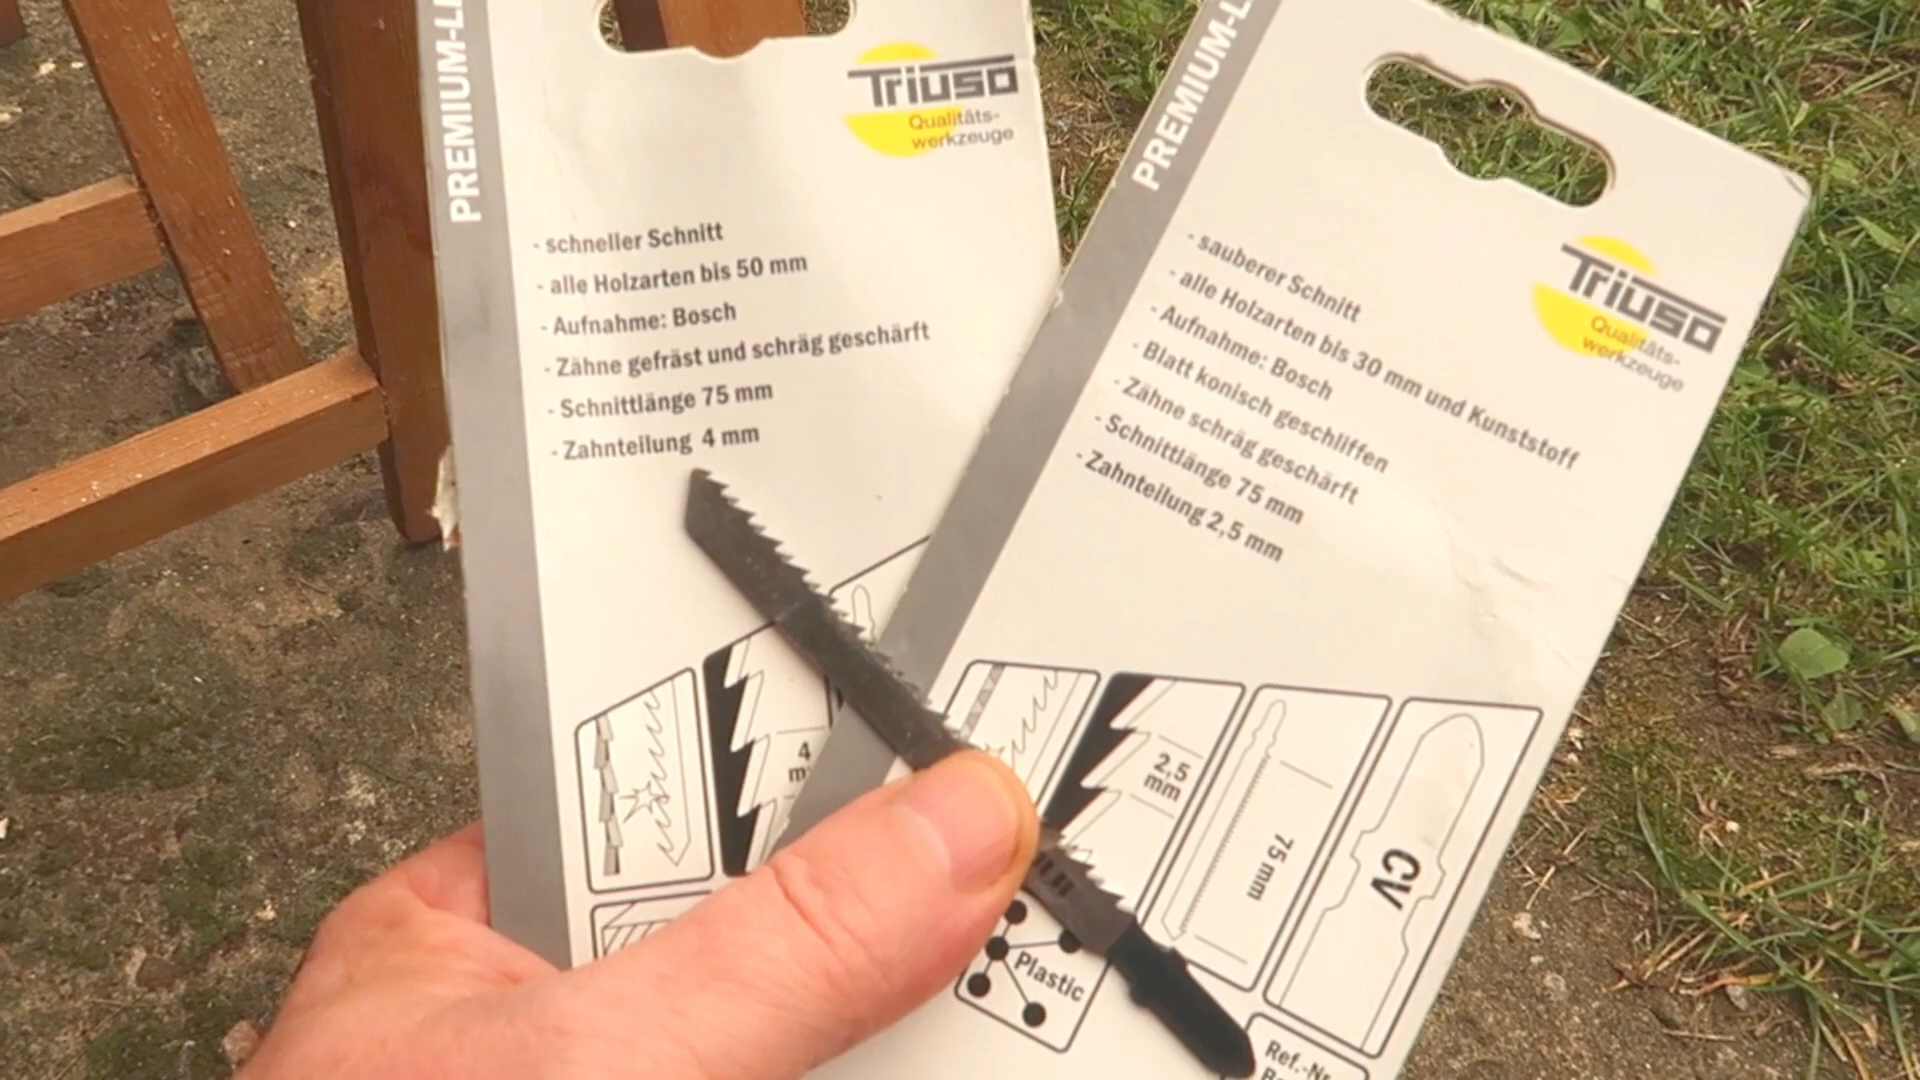 PREMIUM-LI
Triuso
Qualitäts-
werkzeuge
- schneller Schnitt
- alle Holzarten bis 50 mm
- Aufnahme: Bosch
- Zähne gefräst und schräg geschärft
- Schnittlänge 75 mm
- Zahnteilung 4 mm
4
PREMIUM-L
Triuso
Qualitäts-
werkzeuge
- sauberer Schnitt
- alle Holzarten bis 30 mm und Kunststoff
- Aufnahme: Bosch
- Blatt konisch geschliffen
- Zähne schräg geschärft
- Schnittlänge 75 mm
- Zahnteilung 2,5 mm
2,5
mm
75 mm
CV
Plastic
Ref.-Nr.